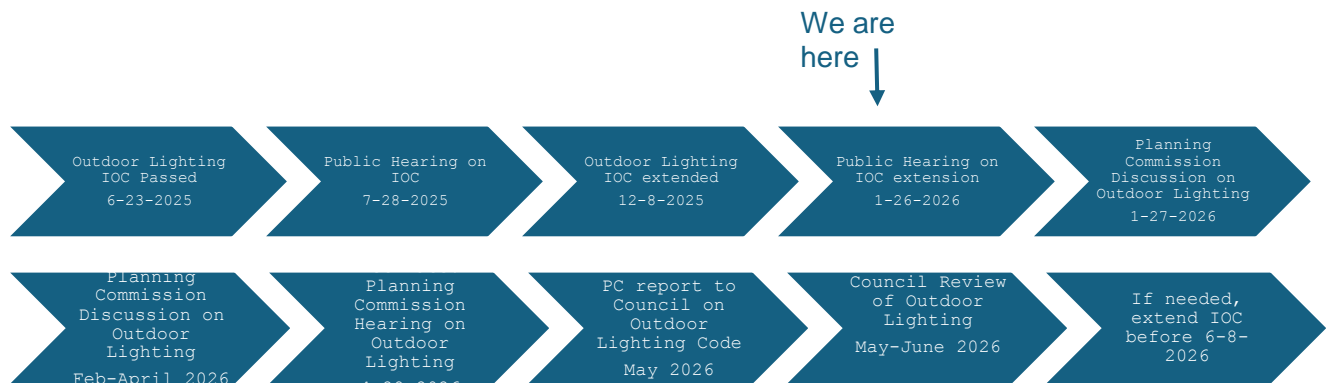 We are
here
Outdoor Lighting
IOC Passed
6-23-2025
Public Hearing on
IOC
7-28-2025
Outdoor Lighting
IOC extended
12-8-2025
Public Hearing on
IOC extension
1-26-2026
Planning
Commission
Discussion on
Outdoor Lighting
1-27-2026
Planning
Commission
Discussion on
Outdoor
Lighting
Feb-April 2026
Planning
Commission
Hearing on
Outdoor
Lighting
PC report to
Council on
Outdoor
Lighting Code
May 2026
Council Review
of Outdoor
Lighting
May-June 2026
If needed,
extend IOC
before 6-8-
2026